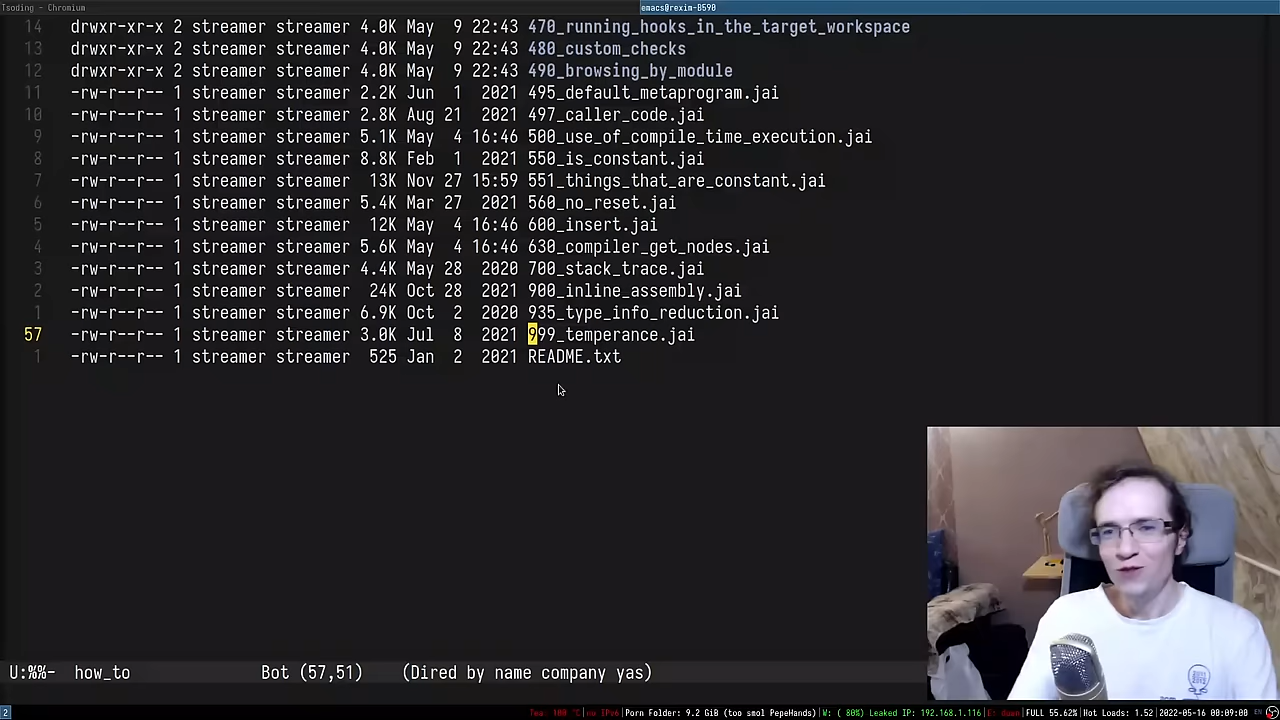 Tsoding - Chromium
emacs@rexim-B590
14 drwxr-xr-x 2 streamer streamer 4.0K May 9 22:43 470_running_hooks_in_the_target_workspace
13 drwxr-xr-x 2 streamer streamer 4.0K May 9 22:43 480_custom_checks
12 drwxr-xr-x 2 streamer streamer 4.0K May 9 22:43 490_browsing_by_module
11 -rw-r--r-- 1 streamer streamer 2.2K Jun 1 2021 495_default_metaprogram.jai
10 -rw-r--r-- 1 streamer streamer 2.8K Aug 21 2021 497_caller_code.jai
9 -rw-r--r-- 1 streamer streamer 5.1K May 4 16:46 500_use_of_compile_time_execution.jai
8 -rw-r--r-- 1 streamer streamer 8.8K Feb 1 2021 550_is_constant.jai
7 -rw-r--r-- 1 streamer streamer 13K Nov 27 15:59 551_things_that_are_constant.jai
6 -rw-r--r-- 1 streamer streamer 5.4K Mar 27 2021 560_no_reset.jai
5 -rw-r--r-- 1 streamer streamer 12K May 4 16:46 600_insert.jai
4 -rw-r--r-- 1 streamer streamer 5.6K May 4 16:46 630_compiler_get_nodes.jai
3 -rw-r--r-- 1 streamer streamer 4.4K May 28 2020 700_stack_trace.jai
2 -rw-r--r-- 1 streamer streamer 24K Oct 28 2021 900_inline_assembly.jai
1 -rw-r--r-- 1 streamer streamer 6.9K Oct 2 2020 935_type_info_reduction.jai
57 -rw-r--r-- 1 streamer streamer 3.0K Jul 8 2021 999_temperance.jai
1 -rw-r--r-- 1 streamer streamer 525 Jan 2 2021 README.txt
U:%%- how_to Bot (57,51) (Dired by name company yas)
2 no IPv6 Porn Folder: 9.2 GiB (too smol PepeHands) W: ( 80%) Leaked IP: 192.168.1.116 FULL 55.62% Hot Loads: 1.52 2022-05-16 00:09:00 EN